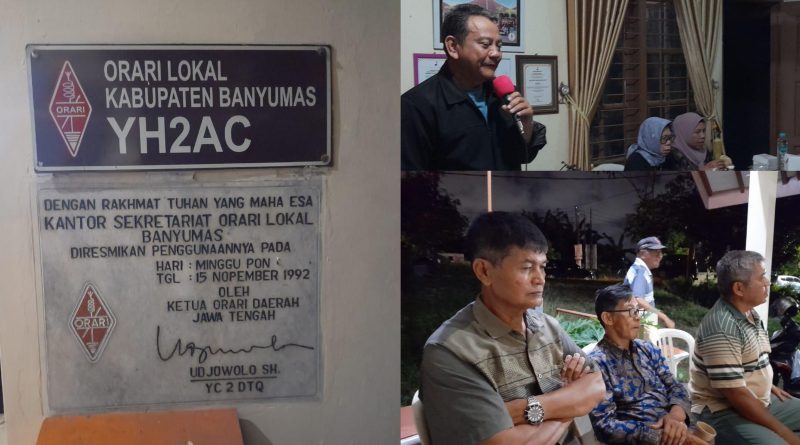 ORARI LOKAL
KABUPATEN BANYUMAS
YH2AC
ORARI
DENGAN RAKHMAT TUHAN YANG MAHA ESA
KANTOR SEKRETARIAT ORARI LOKAL
BANYUMAS
DIRESMIKAN PENGGUNAANNYA PADA
HARI : MINGGU PON
TGL : 15 NOPEMBER 1992
OLEH
KETUA ORARI DAERAH
JAWA TENGAH
ORARI
UDJOWOLO SH.
YC 2 DTQ